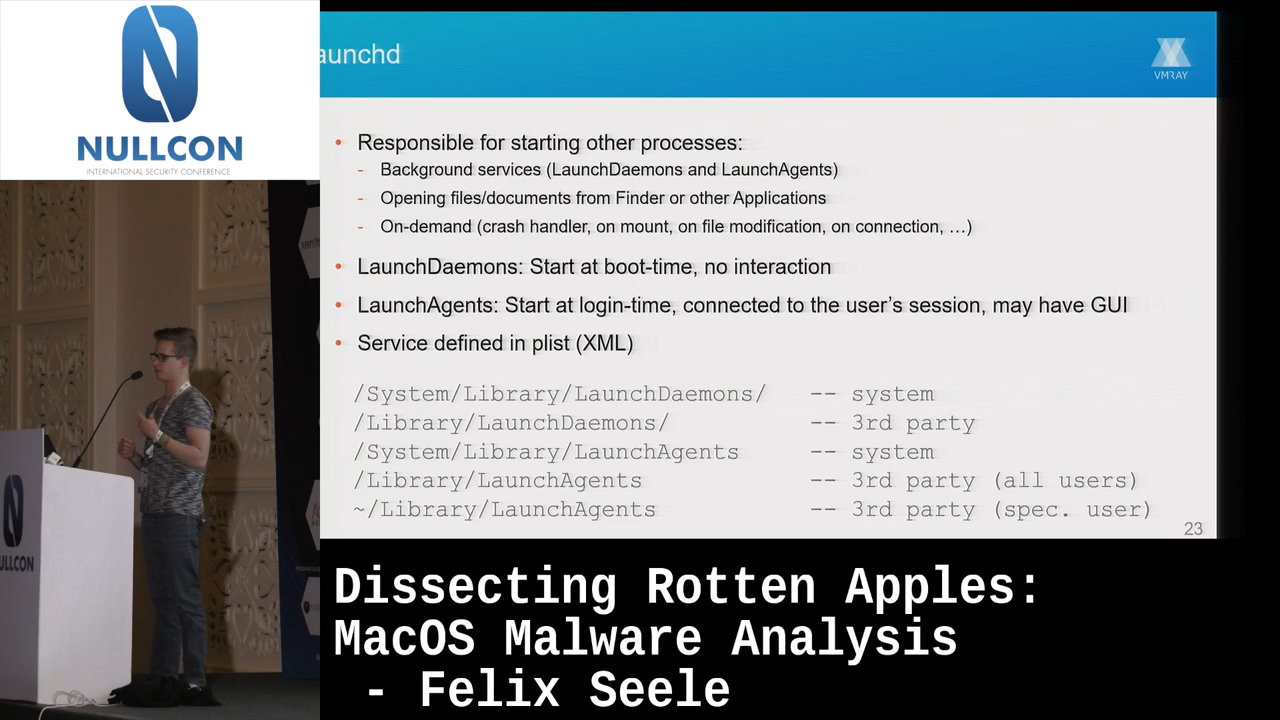 NULLCON
INTERNATIONAL SECURITY CONFERENCE
aunchd
VMRAY
• Responsible for starting other processes:
- Background services (LaunchDaemons and LaunchAgents)
- Opening files/documents from Finder or other Applications
- On-demand (crash handler, on mount, on file modification, on connection, …)
• LaunchDaemons: Start at boot-time, no interaction
• LaunchAgents: Start at login-time, connected to the user’s session, may have GUI
• Service defined in plist (XML)
/System/Library/LaunchDaemons/ -- system
/Library/LaunchDaemons/ -- 3rd party
/System/Library/LaunchAgents -- system
/Library/LaunchAgents -- 3rd party (all users)
~/Library/LaunchAgents -- 3rd party (spec. user)
23
Dissecting Rotten Apples:
MacOS Malware Analysis
- Felix Seele